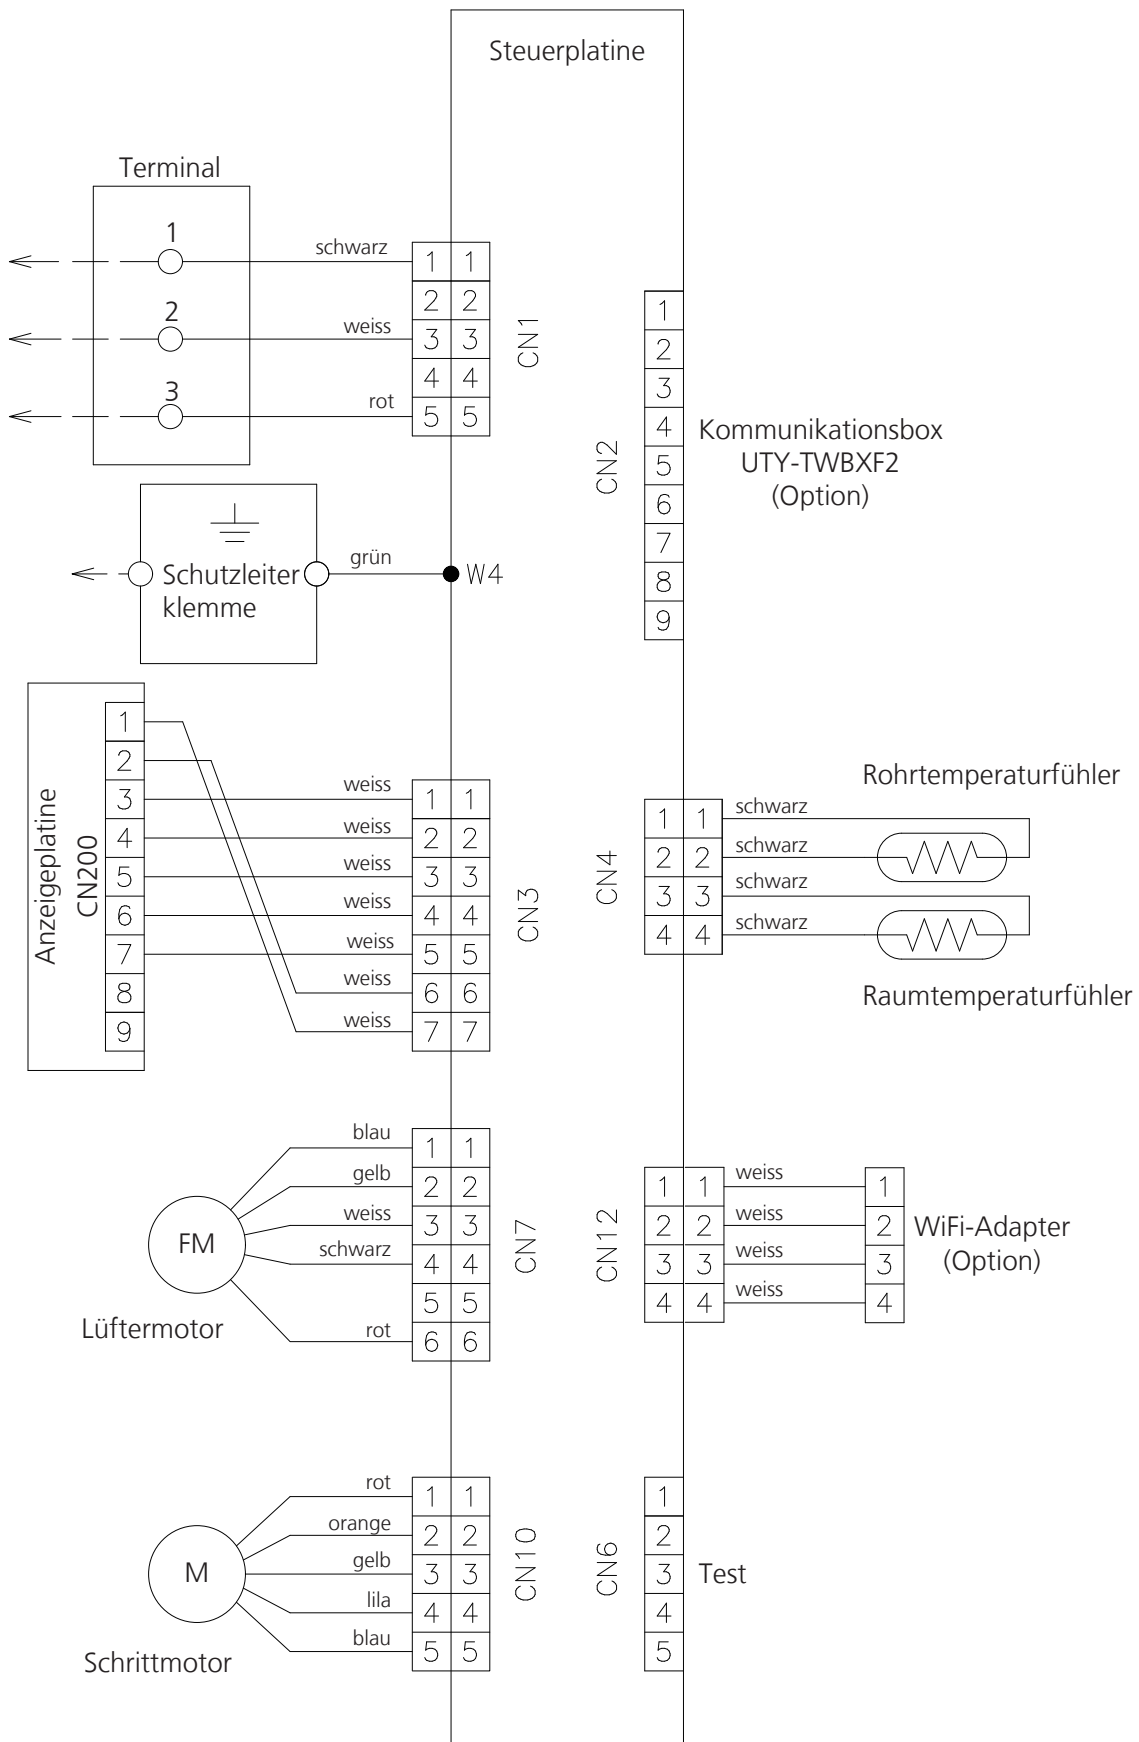 Steuerplatine
Terminal
1
schwarz
1 1
2 2
2
weiss
3 3
4 4
3
rot
5 5
CN1
1
2
3
4
5
6
7
8
9
CN2
Kommunikationsbox
UTY-TWBXF2
(Option)
Schutzleiter
klemme
grün
W4
Anzeigeplatine
CN200
1
2
3
4
5
6
7
8
9
weiss
1 1
weiss
2 2
weiss
3 3
weiss
4 4
weiss
5 5
weiss
6 6
weiss
7 7
CN3
Rohrtemperaturfühler
CN4
1 1
schwarz
2 2
schwarz
3 3
schwarz
4 4
schwarz
Raumtemperaturfühler
FM
Lüftermotor
blau
1 1
gelb
2 2
weiss
3 3
schwarz
4 4
5 5
rot
6 6
CN7
CN12
1 1
weiss
1
2 2
weiss
2
3 3
weiss
3
4 4
weiss
4
WiFi-Adapter
(Option)
M
Schrittmotor
rot
1 1
orange
2 2
gelb
3 3
lila
4 4
blau
5 5
CN10
CN6
1
2
3
4
5
Test